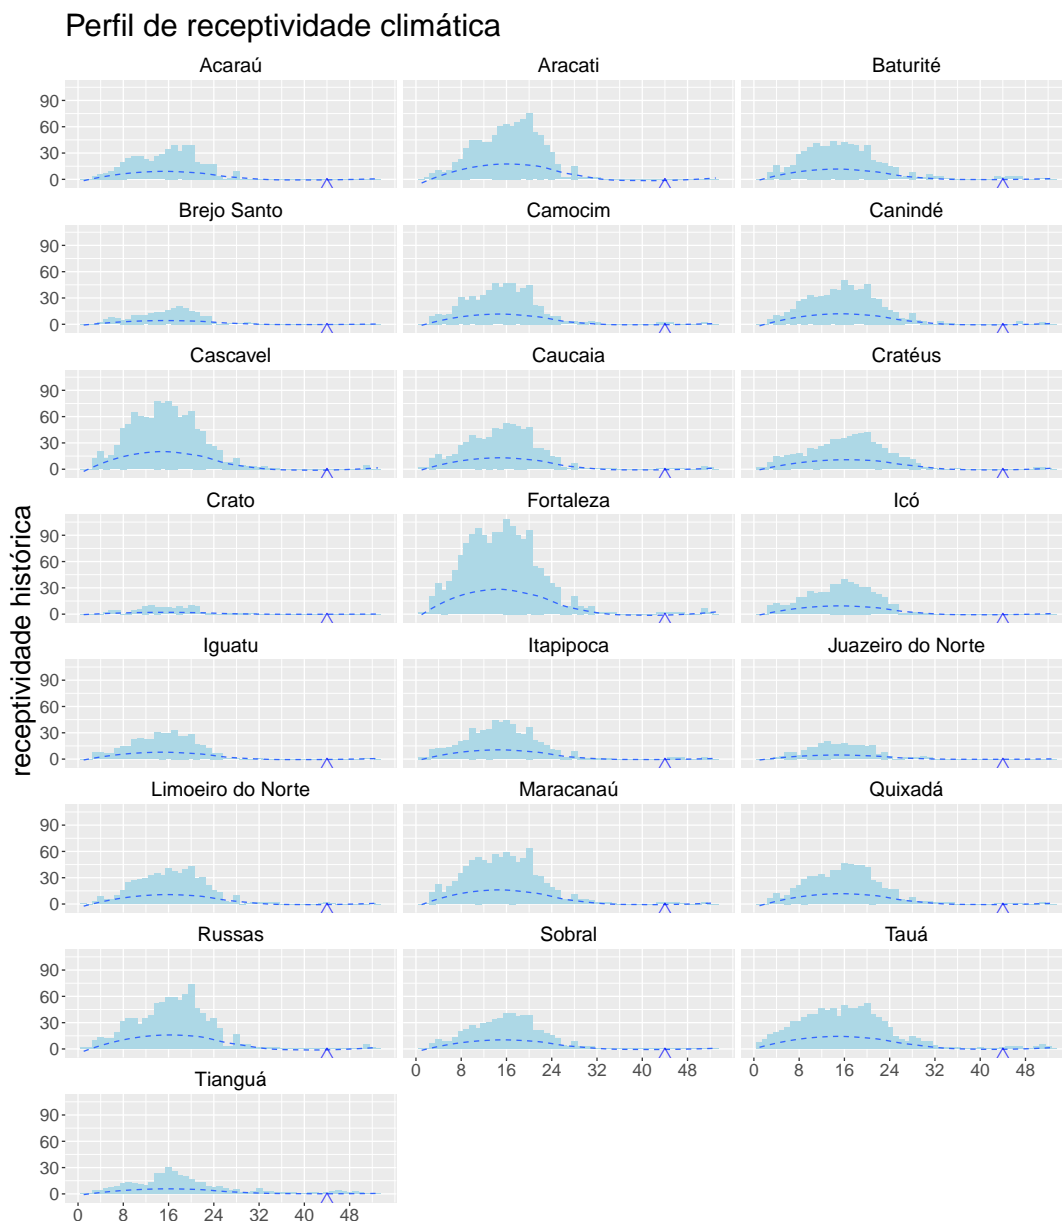 Perfil de receptividade climática
Acaraú Aracati Baturité
90
60
30
0
Brejo Santo Camocim Canindé
90
60
30
0
Cascavel Caucaia Cratéus
90
60
30
0
Crato Fortaleza Icó
90
60
30
0
receptividade histórica
Iguatu Itapipoca Juazeiro do Norte
90
60
30
0
Limoeiro do Norte Maracanaú Quixadá
90
60
30
0
Russas Sobral Tauá
90
60
30
0
0 8 16 24 32 40 48 0 8 16 24 32 40 48
Tianguá
90
60
30
0
0 8 16 24 32 40 48